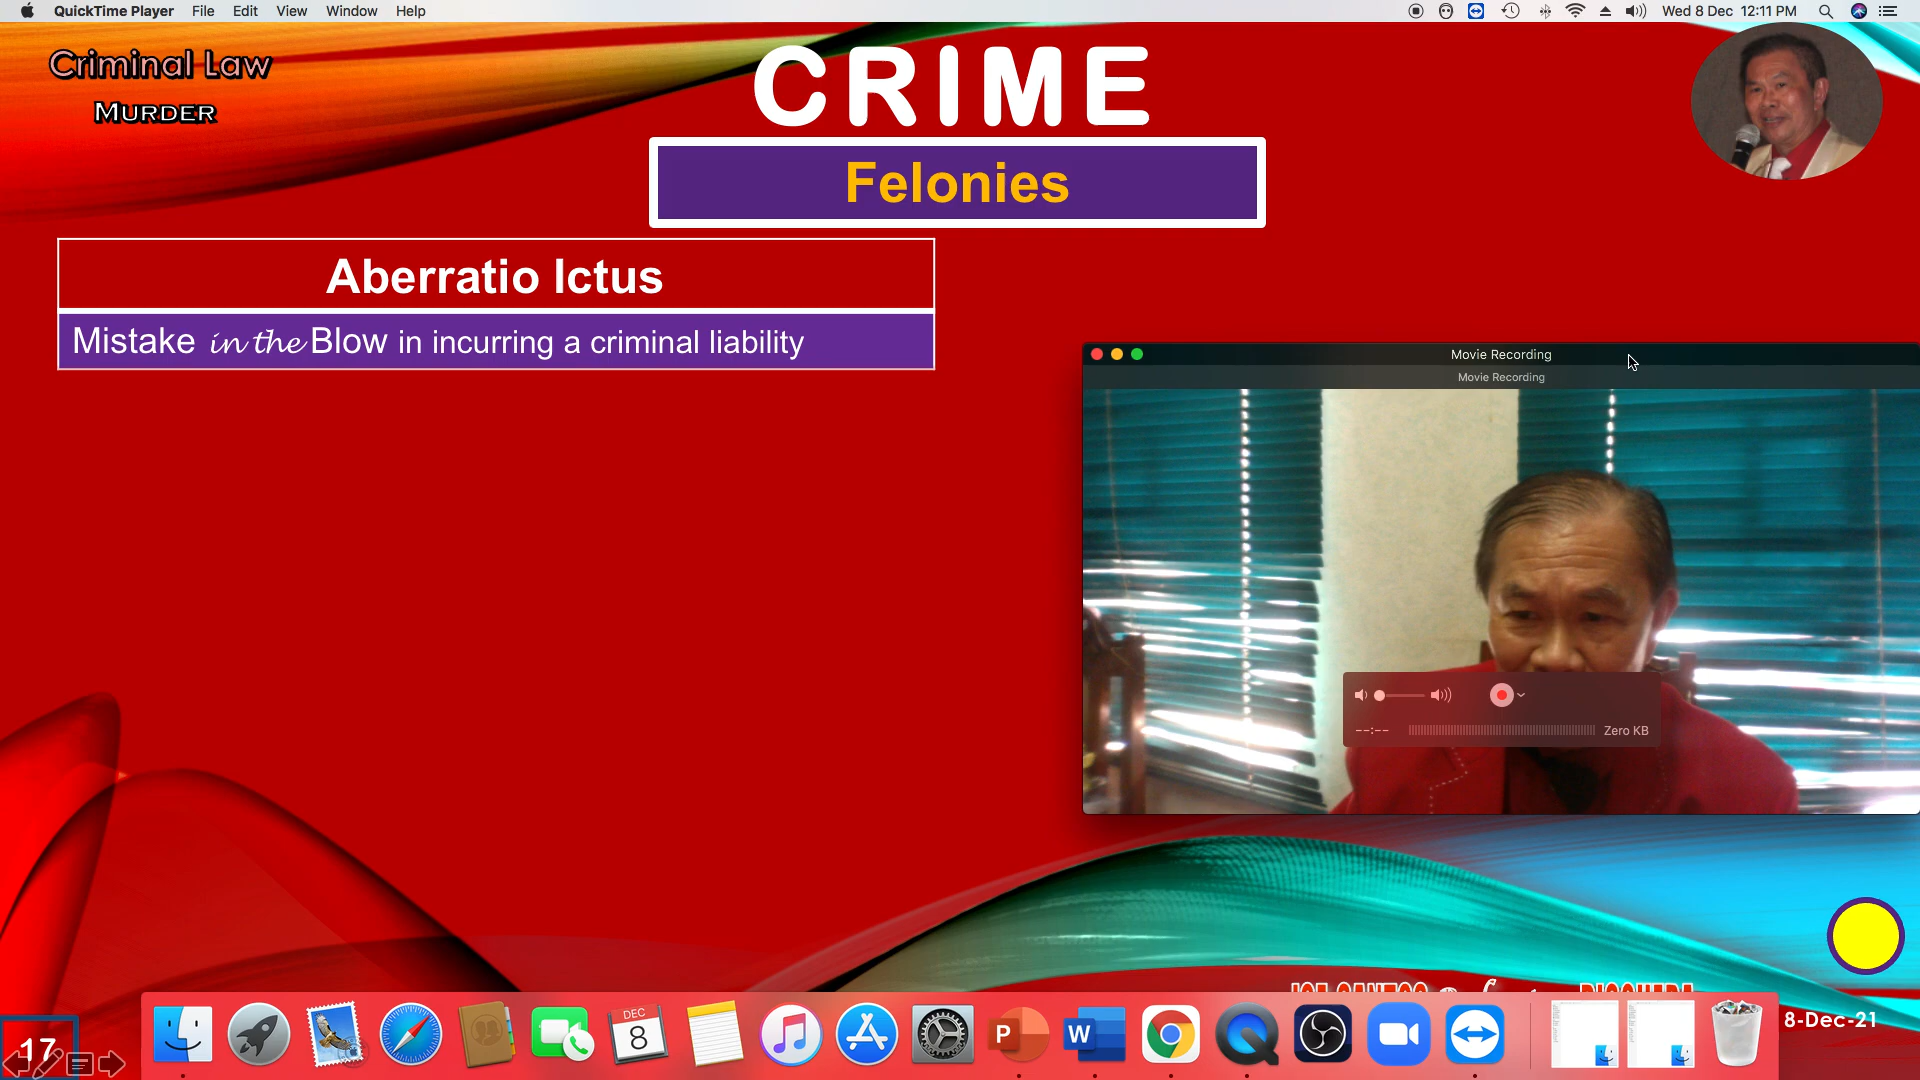 QuickTime Player File Edit View Window Help Wed 8 Dec 12:11 PM
Criminal Law
MURDER
CRIME
Felonies
Aberratio Ictus
Mistake in the Blow in incurring a criminal liability
Movie Recording
Movie Recording
--:-- Zero KB
DEC
8
P
W
8-Dec-21
17